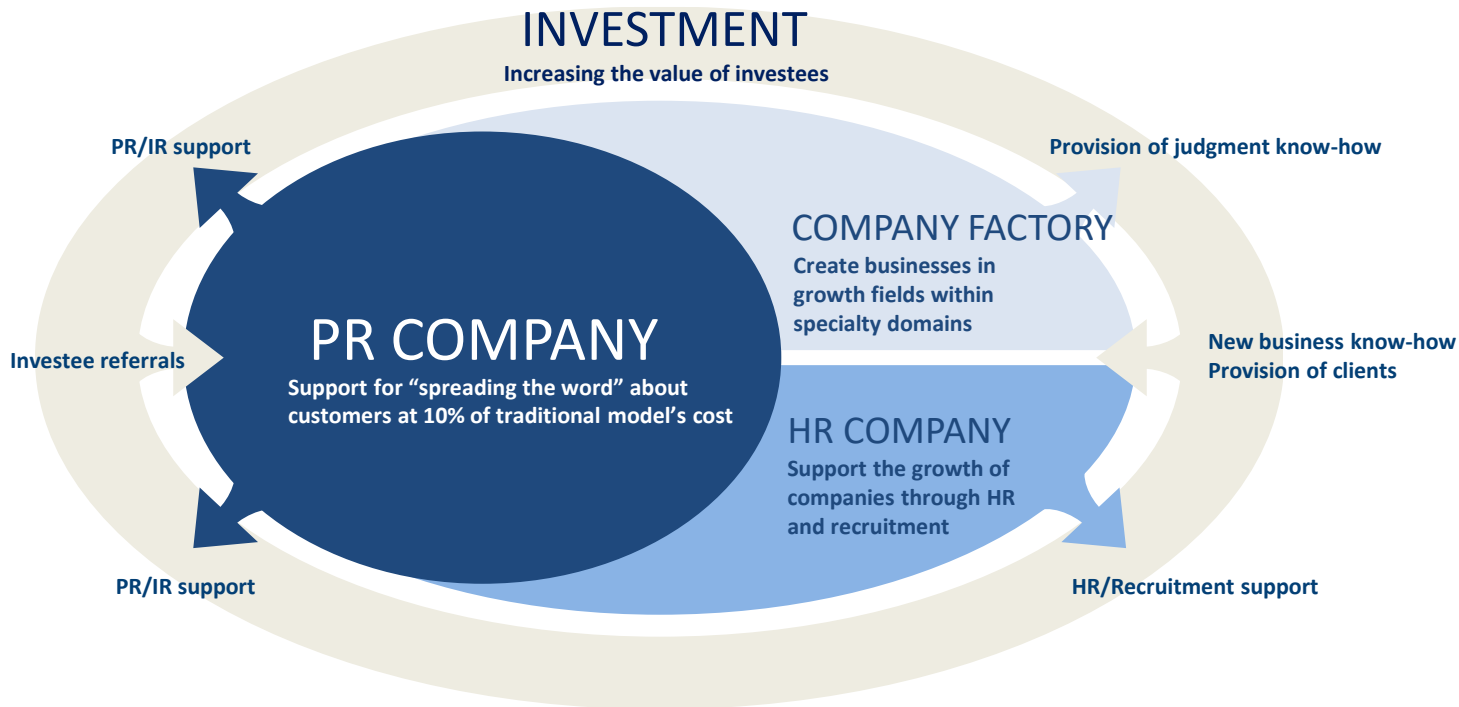 INVESTMENT
Increasing the value of investees
PR/IR support
Provision of judgment know-how
COMPANY FACTORY
Create businesses in
growth fields within
specialty domains
PR COMPANY
Support for “spreading the word” about
customers at 10% of traditional model’s cost
Investee referrals
New business know-how
Provision of clients
HR COMPANY
Support the growth of
companies through HR
and recruitment
PR/IR support
HR/Recruitment support